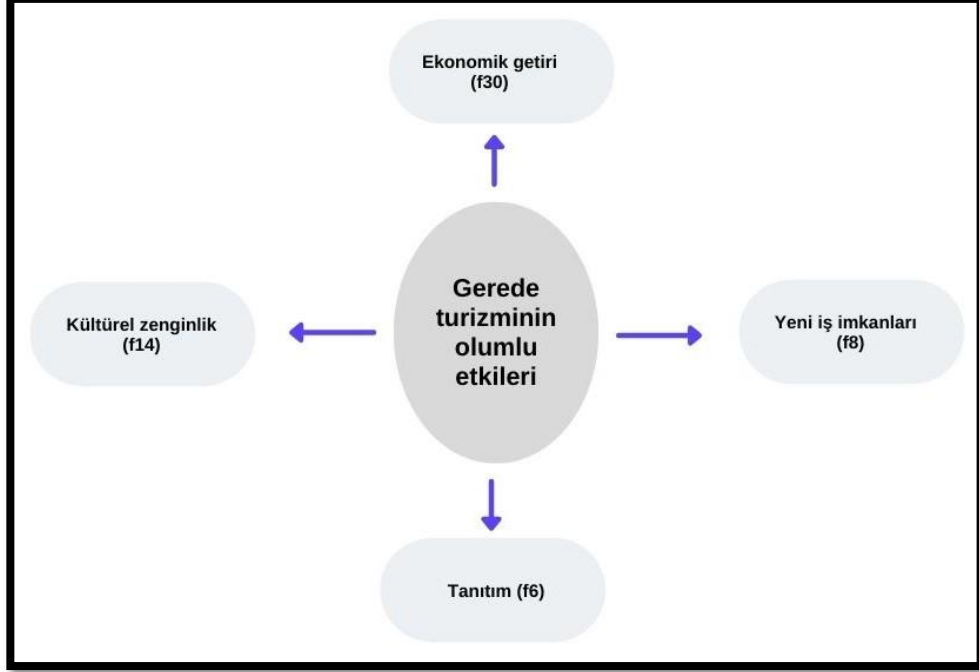 Ekonomik getiri
(f30)
Kültürel zenginlik
(f14)
Gerede
turizminin
olumlu
etkileri
Yeni iş imkanları
(f8)
Tanıtım (f6)